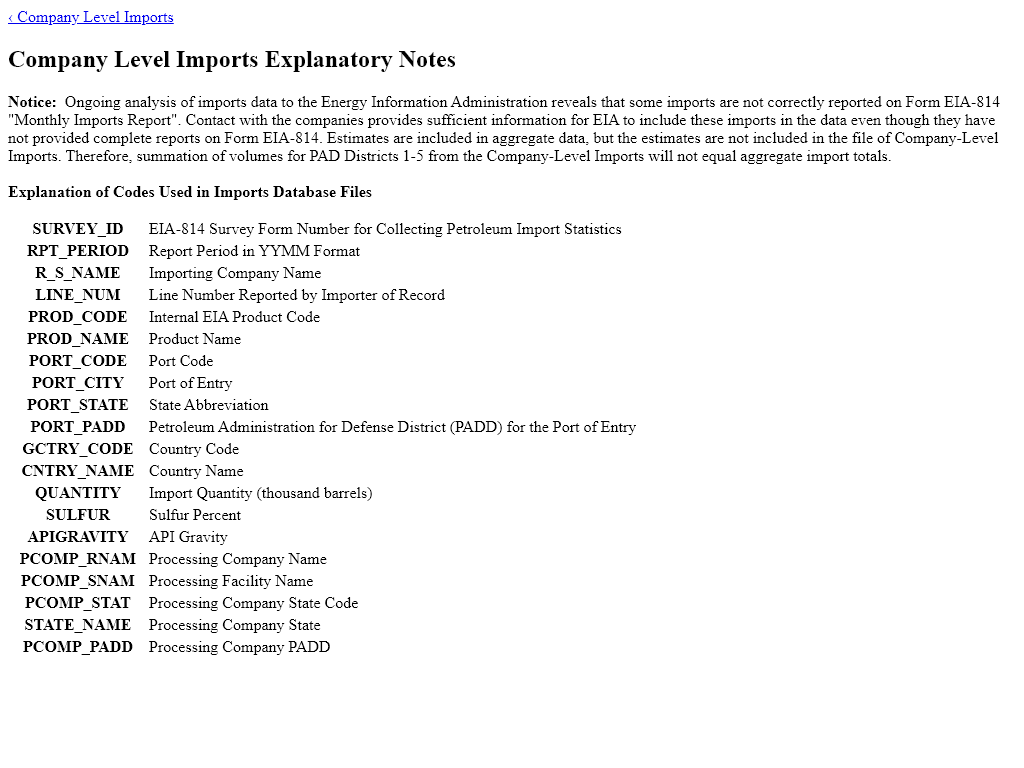 ‹ Company Level Imports
Company Level Imports Explanatory Notes
Notice:  Ongoing analysis of imports data to the Energy Information Administration reveals that some imports are not correctly reported on Form EIA-814
"Monthly Imports Report". Contact with the companies provides sufficient information for EIA to include these imports in the data even though they have
not provided complete reports on Form EIA-814. Estimates are included in aggregate data, but the estimates are not included in the file of Company-Level
Imports. Therefore, summation of volumes for PAD Districts 1-5 from the Company-Level Imports will not equal aggregate import totals.
Explanation of Codes Used in Imports Database Files
SURVEY_ID EIA-814 Survey Form Number for Collecting Petroleum Import Statistics
RPT_PERIOD Report Period in YYMM Format
R_S_NAME Importing Company Name
LINE_NUM Line Number Reported by Importer of Record
PROD_CODE Internal EIA Product Code
PROD_NAME Product Name
PORT_CODE Port Code
PORT_CITY Port of Entry
PORT_STATE State Abbreviation
PORT_PADD Petroleum Administration for Defense District (PADD) for the Port of Entry
GCTRY_CODE Country Code
CNTRY_NAME Country Name
QUANTITY Import Quantity (thousand barrels)
SULFUR Sulfur Percent
APIGRAVITY API Gravity
PCOMP_RNAM Processing Company Name
PCOMP_SNAM Processing Facility Name
PCOMP_STAT Processing Company State Code
STATE_NAME Processing Company State
PCOMP_PADD Processing Company PADD